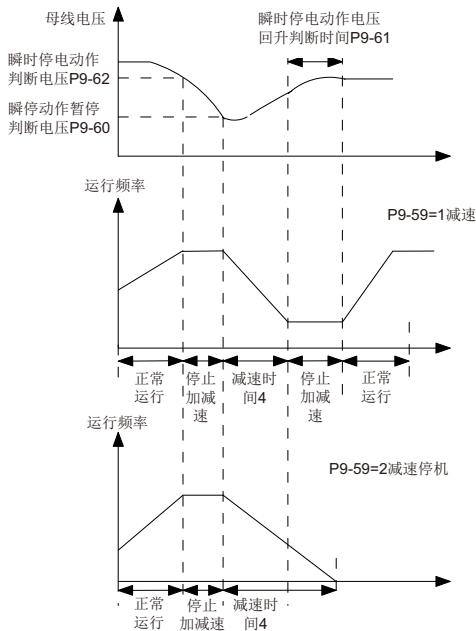 母线电压
瞬时停电动作电压
回升判断时间P9-61
瞬时停电动作
判断电压P9-62
瞬停动作暂停
判断电压P9-60
运行频率
P9-59=1减速
正常
运行
停止
加减
速
减速时
间4
停止
加减
速
正常
运行
运行频率
P9-59=2减速停机
正常
运行
停止
加减速
减速时
间4